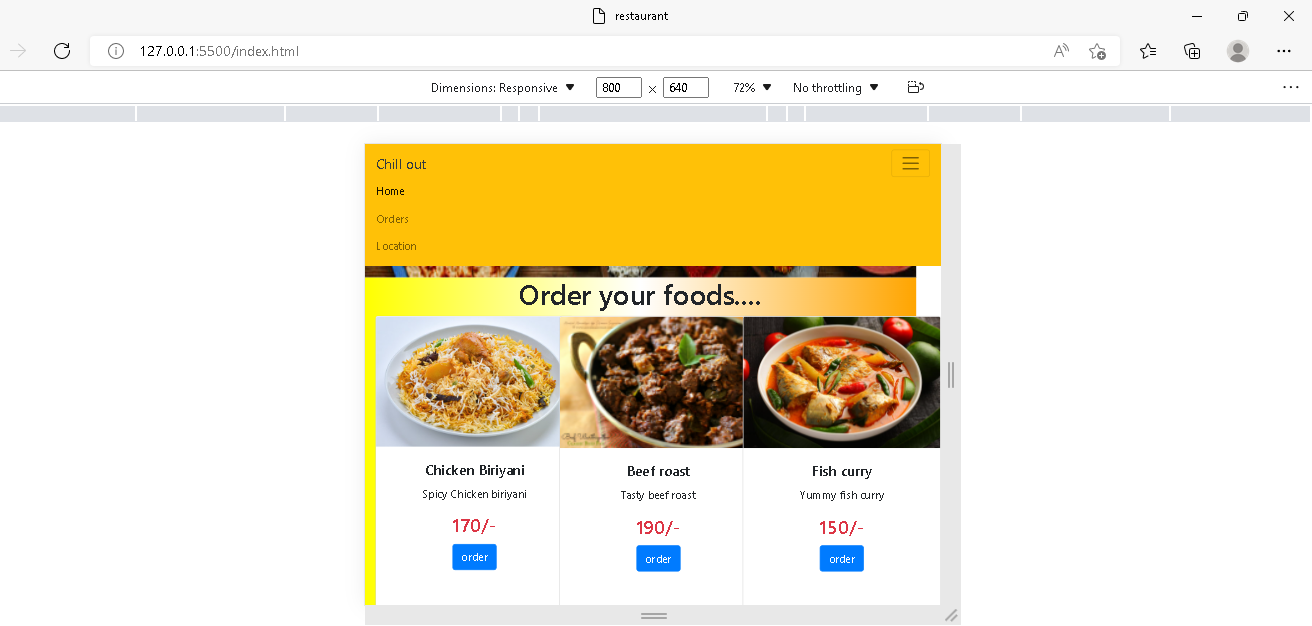 restaurant
127.0.0.1:5500/index.html
Dimensions: Responsive 800 × 640 72% No throttling
Chill out
Home
Orders
Location
Order your foods....
Chicken Biriyani Beef roast Fish curry
Spicy Chicken biriyani Tasty beef roast Yummy fish curry
170/- 190/- 150/-
order order order